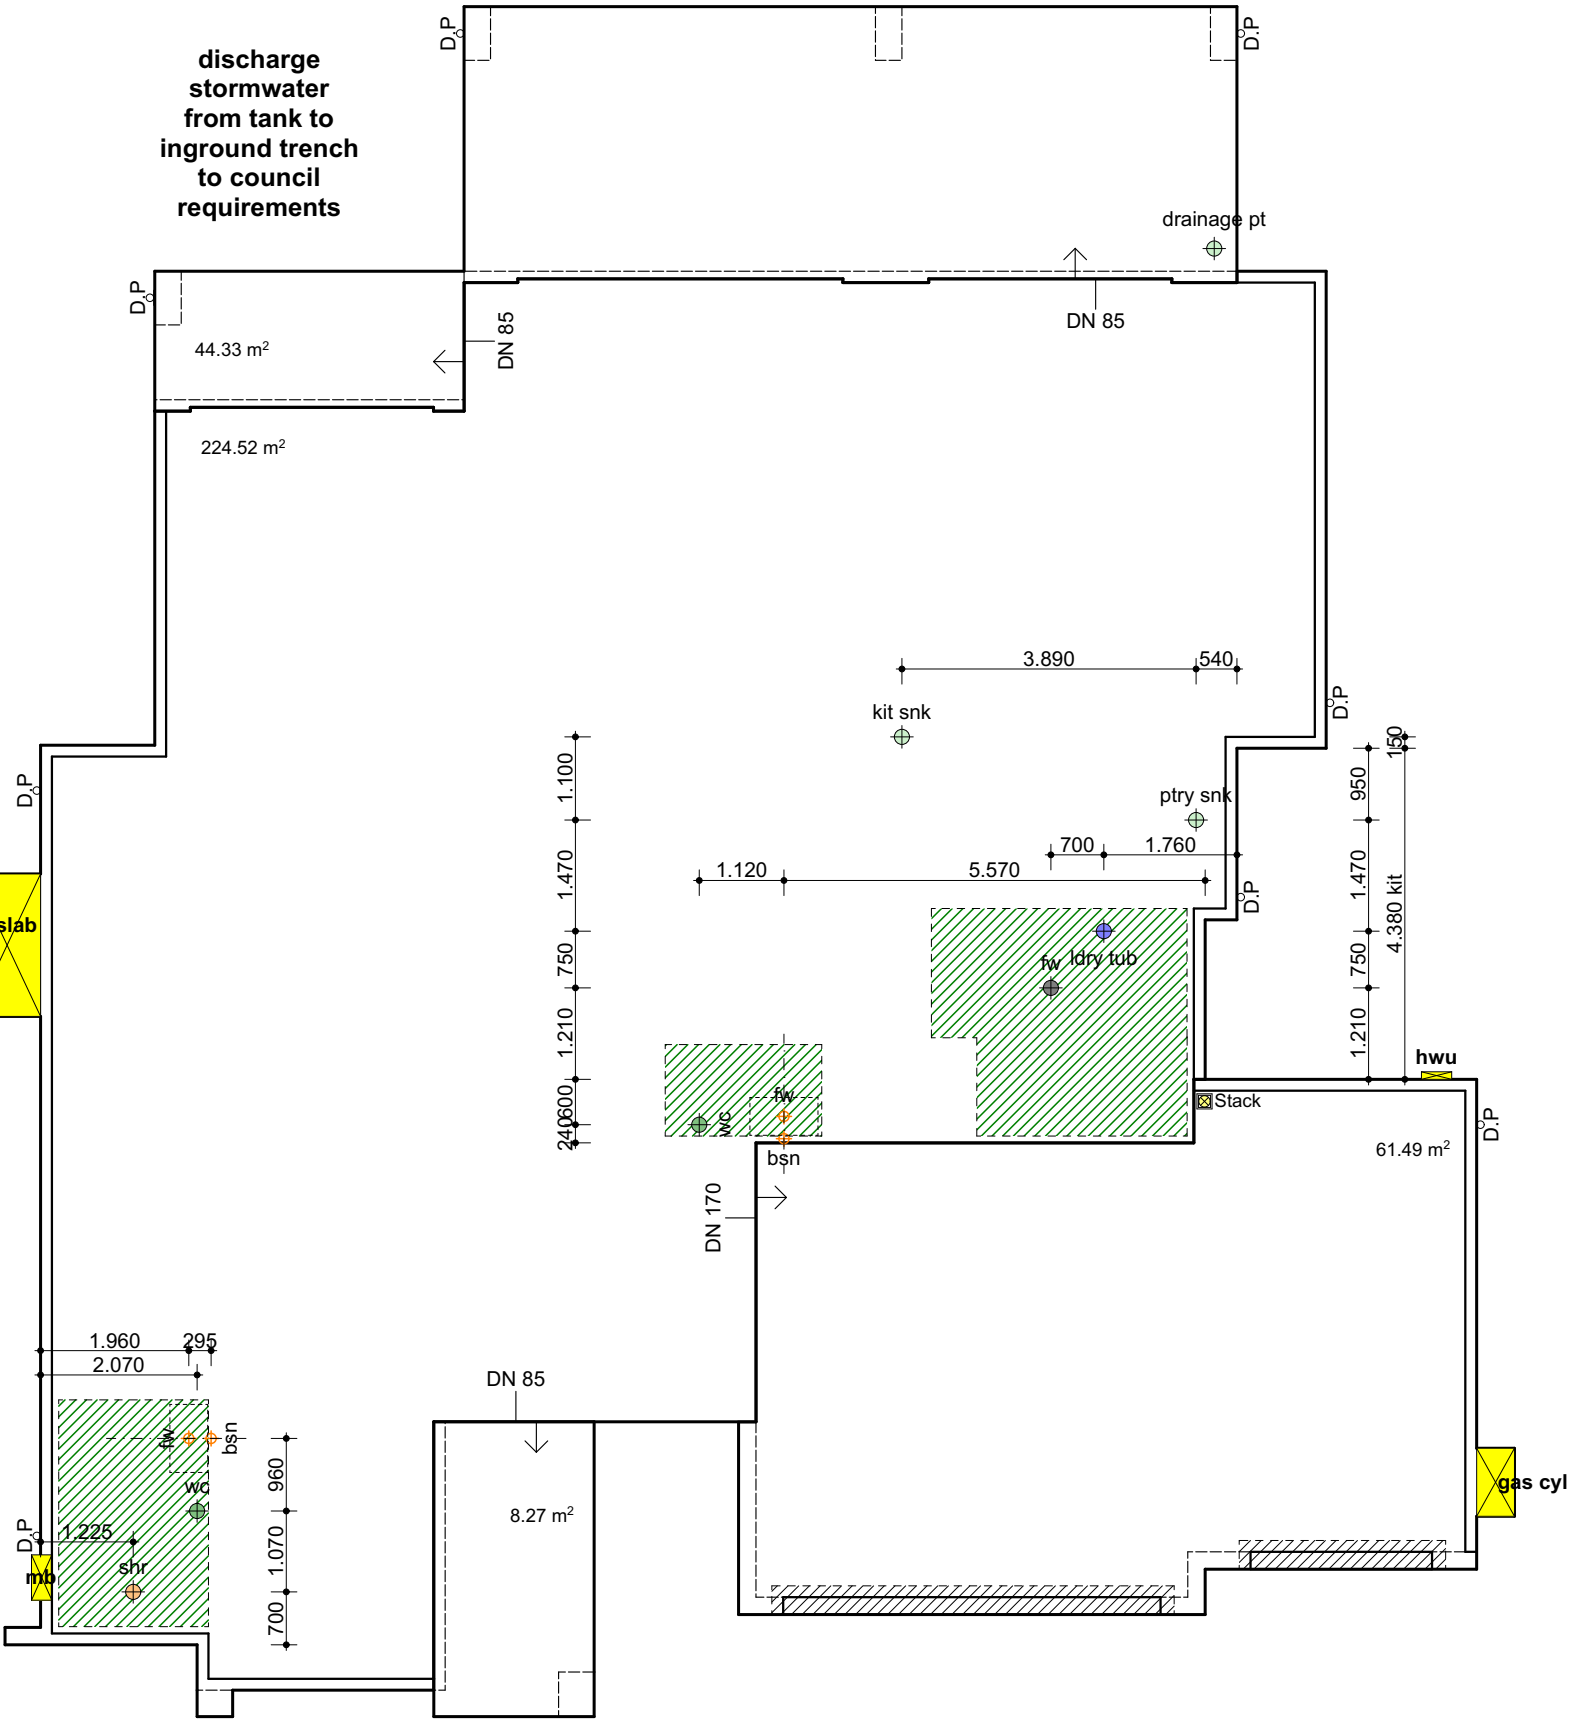 D.P
D.P
discharge
stormwater
from tank to
inground trench
to council
requirements
drainage pt
D.P
44.33 m²
DN 85
DN 85
224.52 m²
3.890
540
kit snk
D.P
150
D.P
1.100
ptry snk
950
700
1.760
1.120
5.570
1.470
1.470
4.380 kit
D.P
slab
fw
ldry tub
750
750
1.210
1.210
hwu
fw
Stack
600
wc
240
D.P
bsn
61.49 m²
DN 170
1.960
295
2.070
DN 85
fw
bsn
960
wc
gas cyl
8.27 m²
D.P
1.225
1.070
shr
mb
700